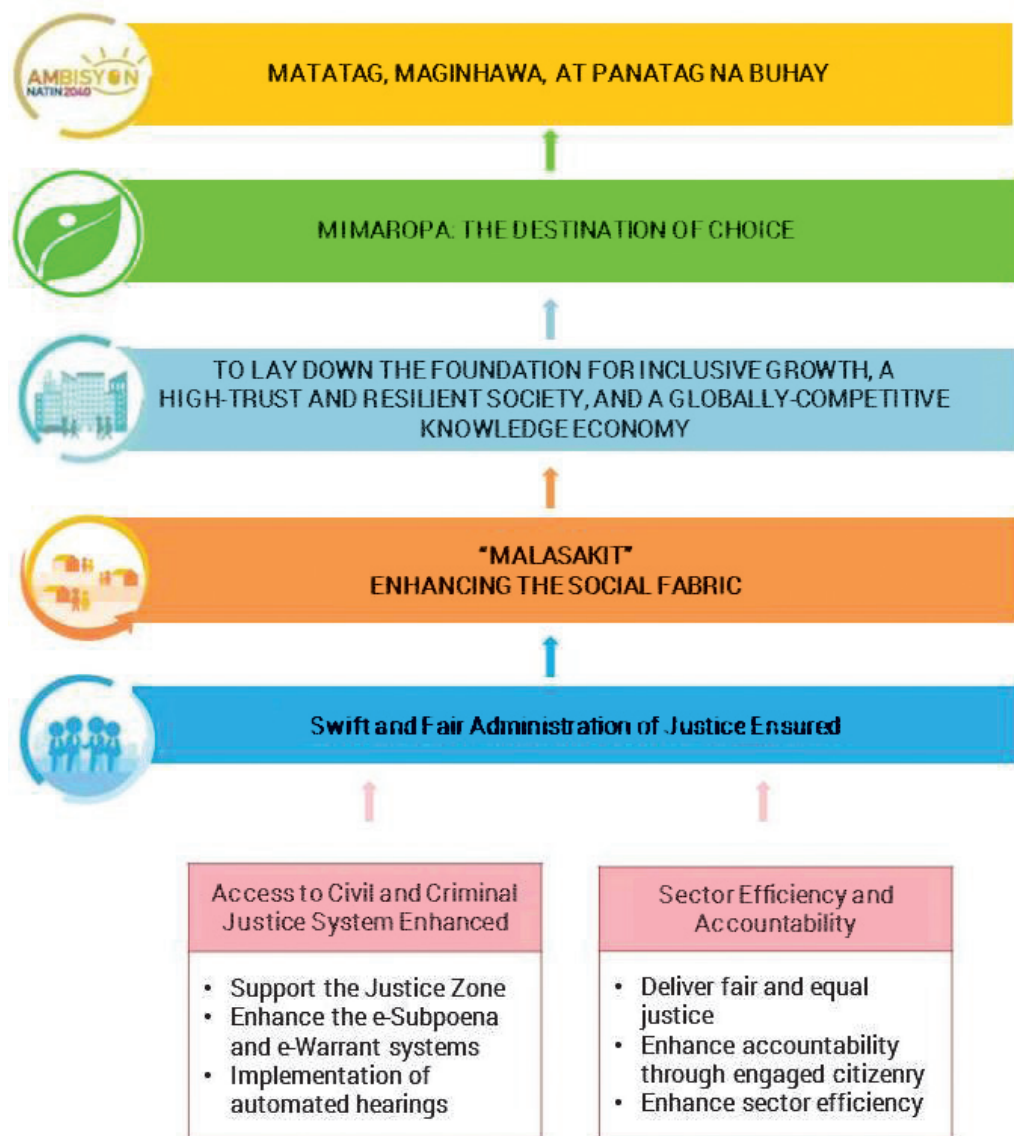 AMBISYON
NATIN2040
MATATAG, MAGINHAWA, AT PANATAG NA BUHAY
MIMAROPA: THE DESTINATION OF CHOICE
TO LAY DOWN THE FOUNDATION FOR INCLUSIVE GROWTH, A
HIGH-TRUST AND RESILIENT SOCIETY, AND A GLOBALLY-COMPETITIVE
KNOWLEDGE ECONOMY
“MALASAKIT”
ENHANCING THE SOCIAL FABRIC
Swift and Fair Administration of Justice Ensured
Access to Civil and Criminal
Justice System Enhanced
• Support the Justice Zone
• Enhance the e-Subpoena
and e-Warrant systems
• Implementation of
automated hearings
Sector Efficiency and
Accountability
• Deliver fair and equal
justice
• Enhance accountability
through engaged citizenry
• Enhance sector efficiency